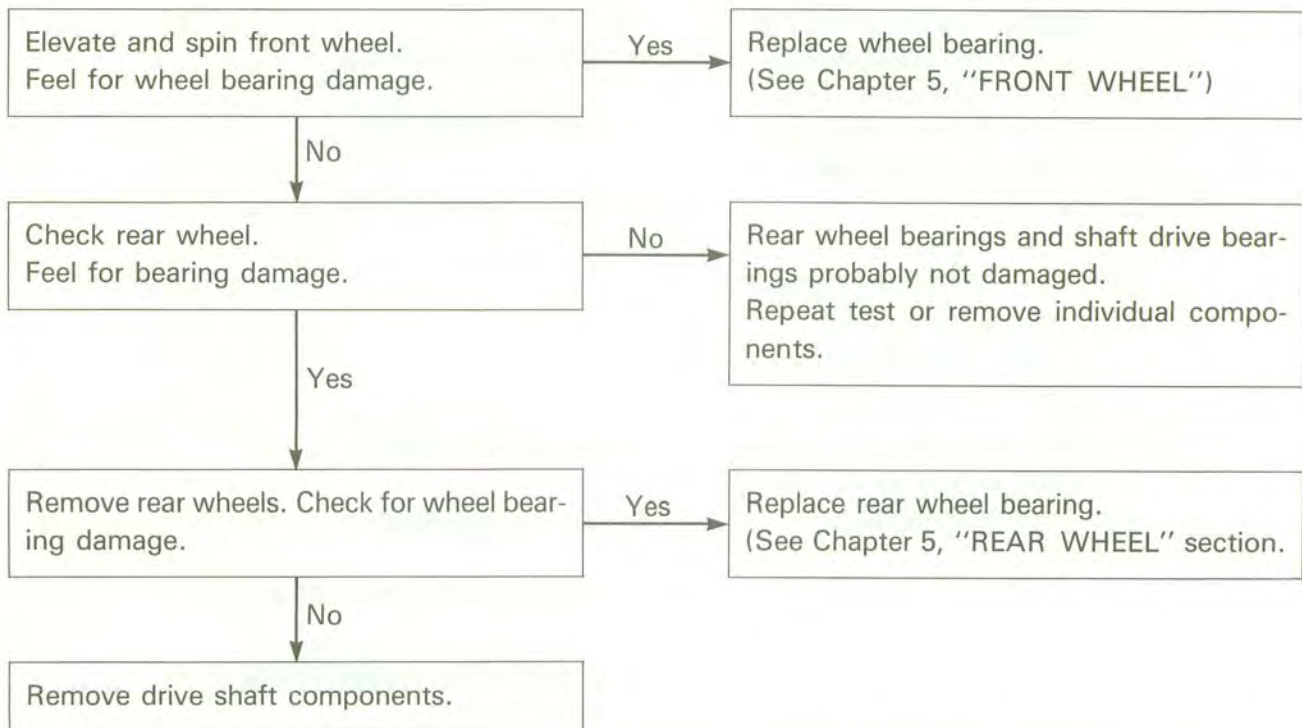 Elevate and spin front wheel.
Feel for wheel bearing damage.
Yes
Replace wheel bearing.
(See Chapter 5, ''FRONT WHEEL'')
No
Check rear wheel.
Feel for bearing damage.
No
Rear wheel bearings and shaft drive bear-
ings probably not damaged.
Repeat test or remove individual compo-
nents.
Yes
Remove rear wheels. Check for wheel bear-
ing damage.
Yes
Replace rear wheel bearing.
(See Chapter 5, ''REAR WHEEL'' section.
No
Remove drive shaft components.